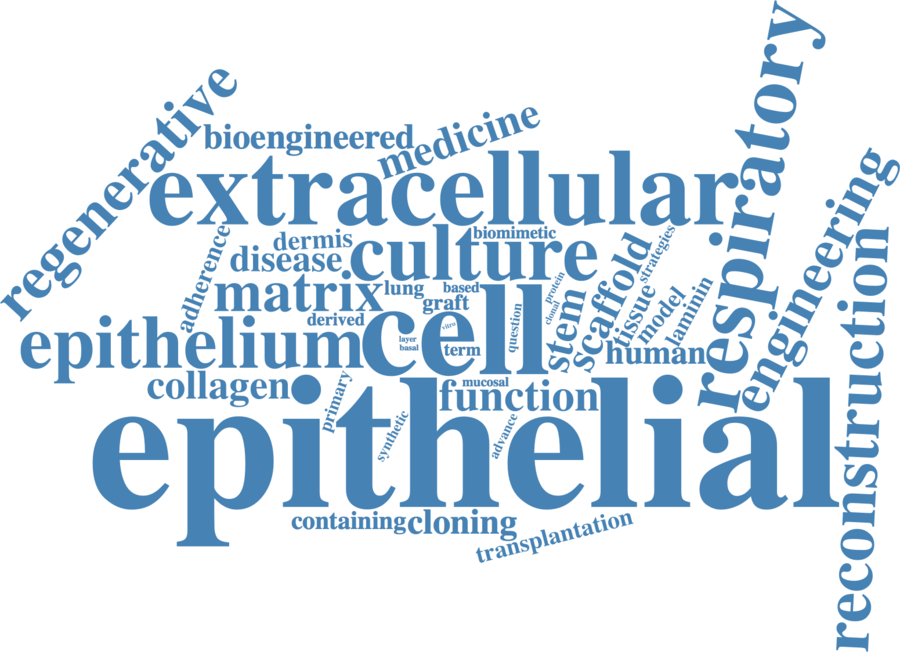 respiratory
regenerative
bioengineered
medicine
extracellular
engineering
adherence
dermis
biomimetic
strategies
disease
culture
scaffold
reconstruction
matrix
lung
based
protein
tissue
model
laminin
graft
clonal
stem
derived
cell
vitro
question
epithelium
layer
basal
term
human
collagen
primary
mucosal
function
synthetic
advance
epithelial
containing
cloning
transplantation